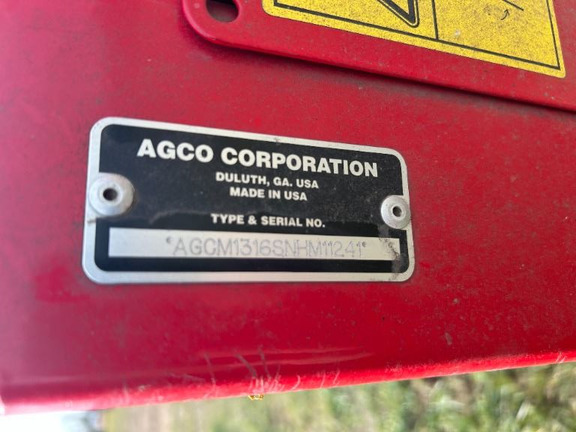 AGCO CORPORATION
DULUTH, GA. USA
MADE IN USA
TYPE & SERIAL NO.
*AGCM1316SNHM11241*